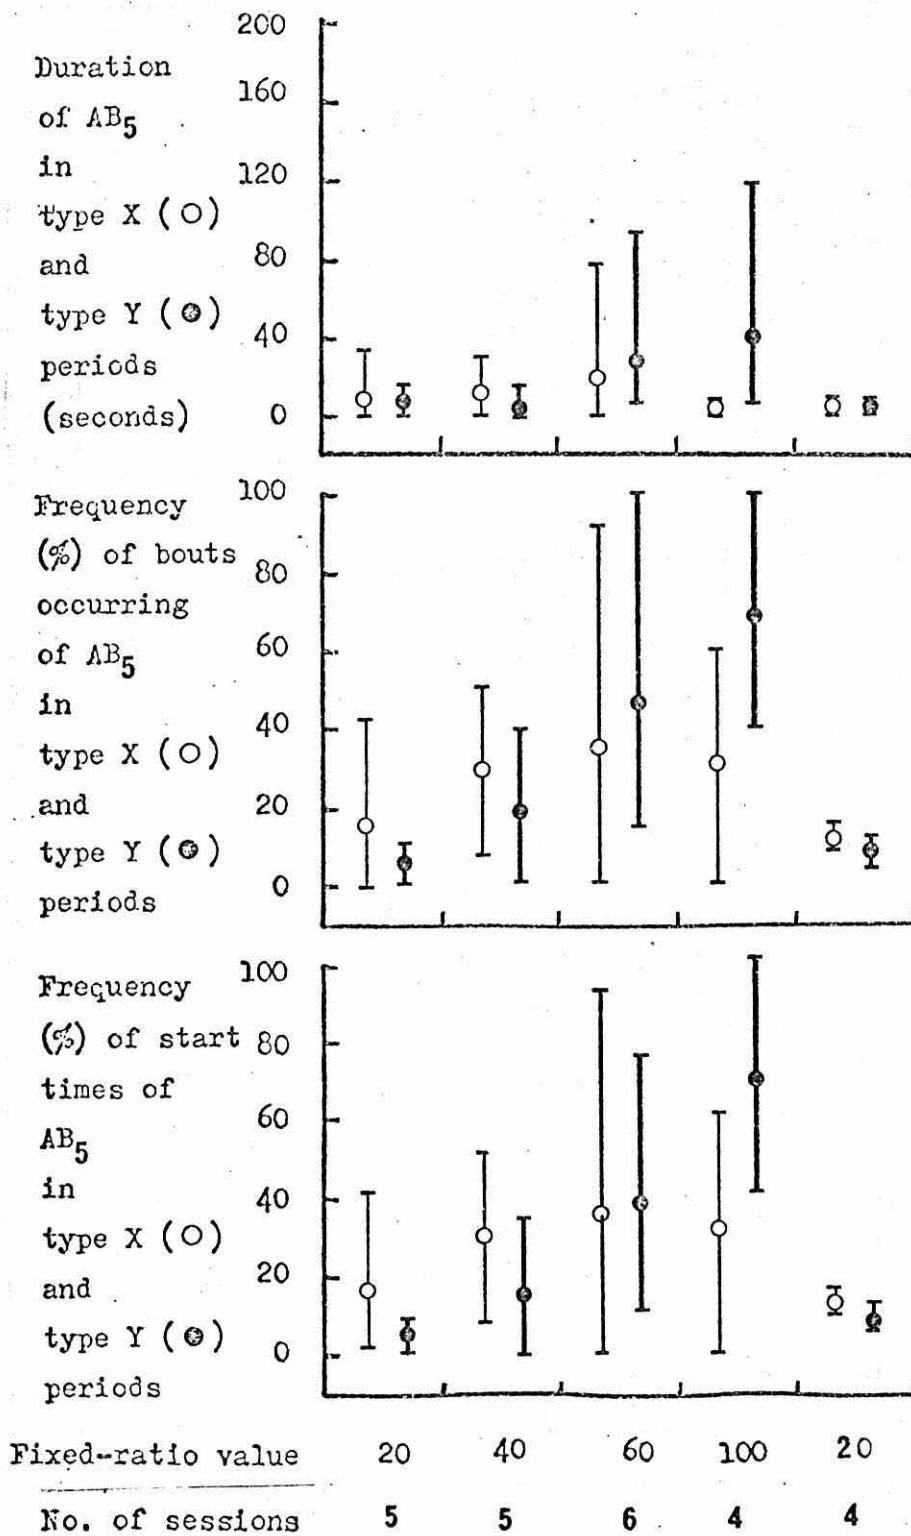 200
Duration
160
of AB5
in
120
type X (O)
and
80
type Y (●)
40
periods
(seconds)
0
Frequency
100
(%) of bouts
80
occurring
60
of AB5
in
40
type X (O)
and
20
type Y (●)
0
periods
Frequency
100
(%) of start
80
times of
60
AB5
in
40
type X (O)
and
20
type Y (●)
0
periods
Fixed-ratio value 20 40 60 100 20
No. of sessions 5 5 6 4 4